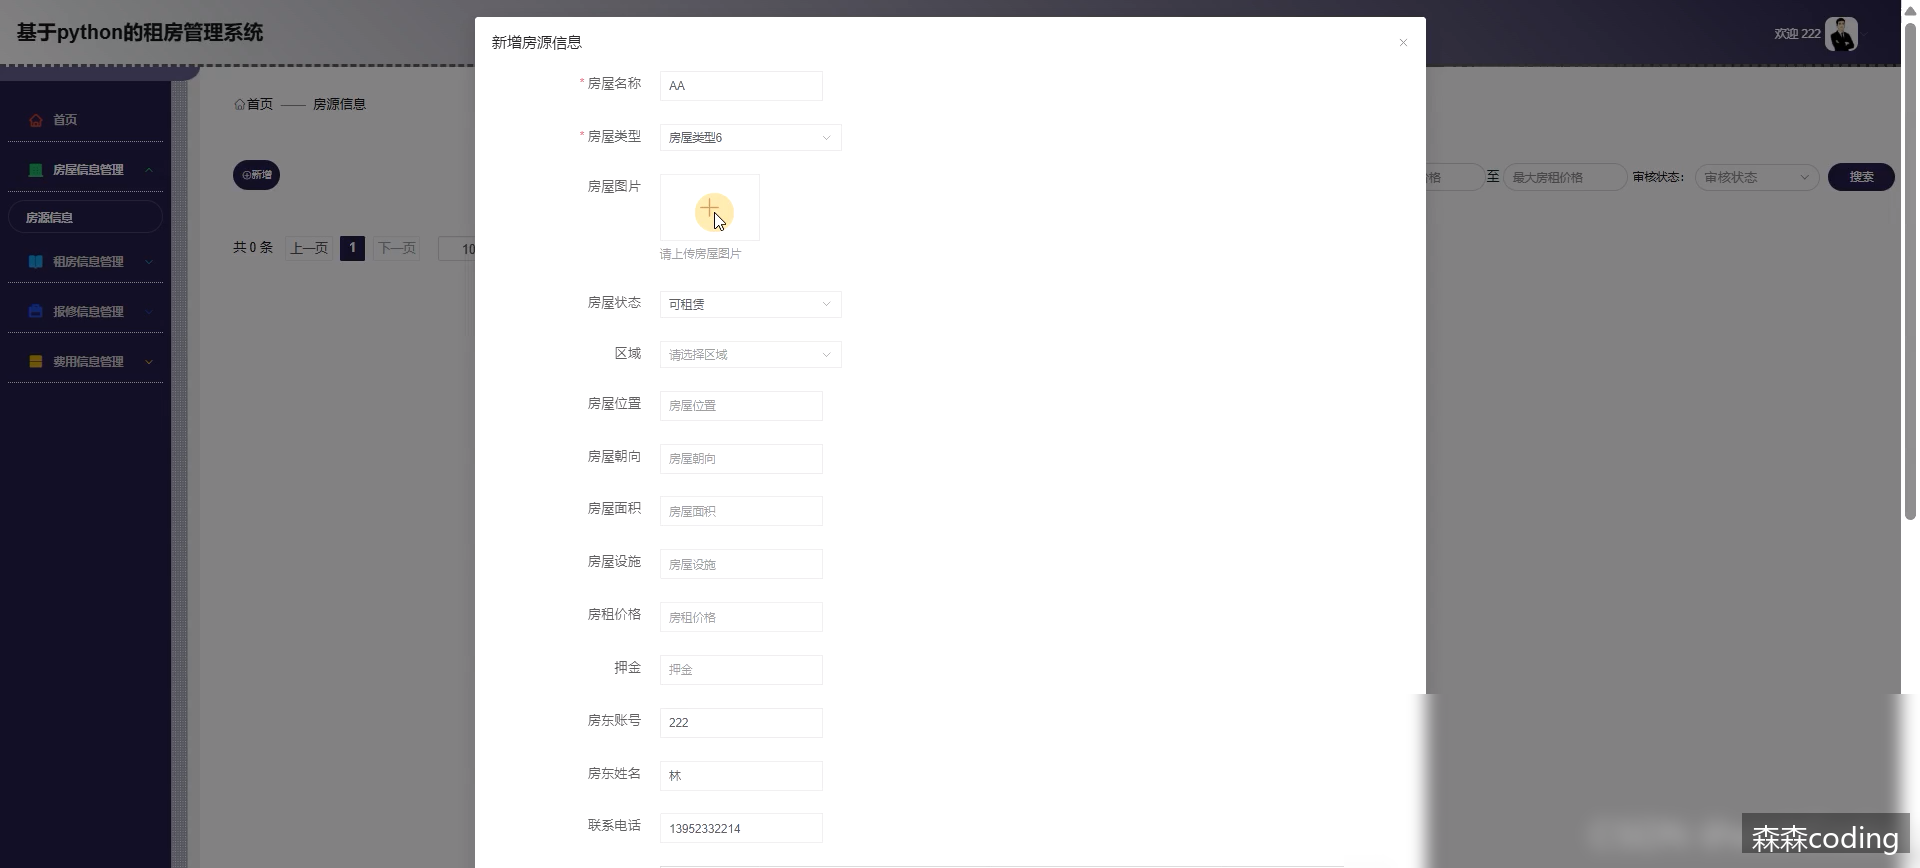 基于python的租房管理系统
欢迎 222
首页
房屋信息管理
房源信息
租房信息管理
报修信息管理
费用信息管理
首页 —— 房源信息
新增
格 至 最大房租价格 审核状态: 审核状态 搜索
共 0 条 上一页 1 下一页 10
新增房源信息
* 房屋名称 AA
* 房屋类型 房屋类型6
房屋图片
请上传房屋图片
房屋状态 可租赁
区域 请选择区域
房屋位置 房屋位置
房屋朝向 房屋朝向
房屋面积 房屋面积
房屋设施 房屋设施
房租价格 房租价格
押金 押金
房东账号 222
房东姓名 林
联系电话 13952332214
森森coding